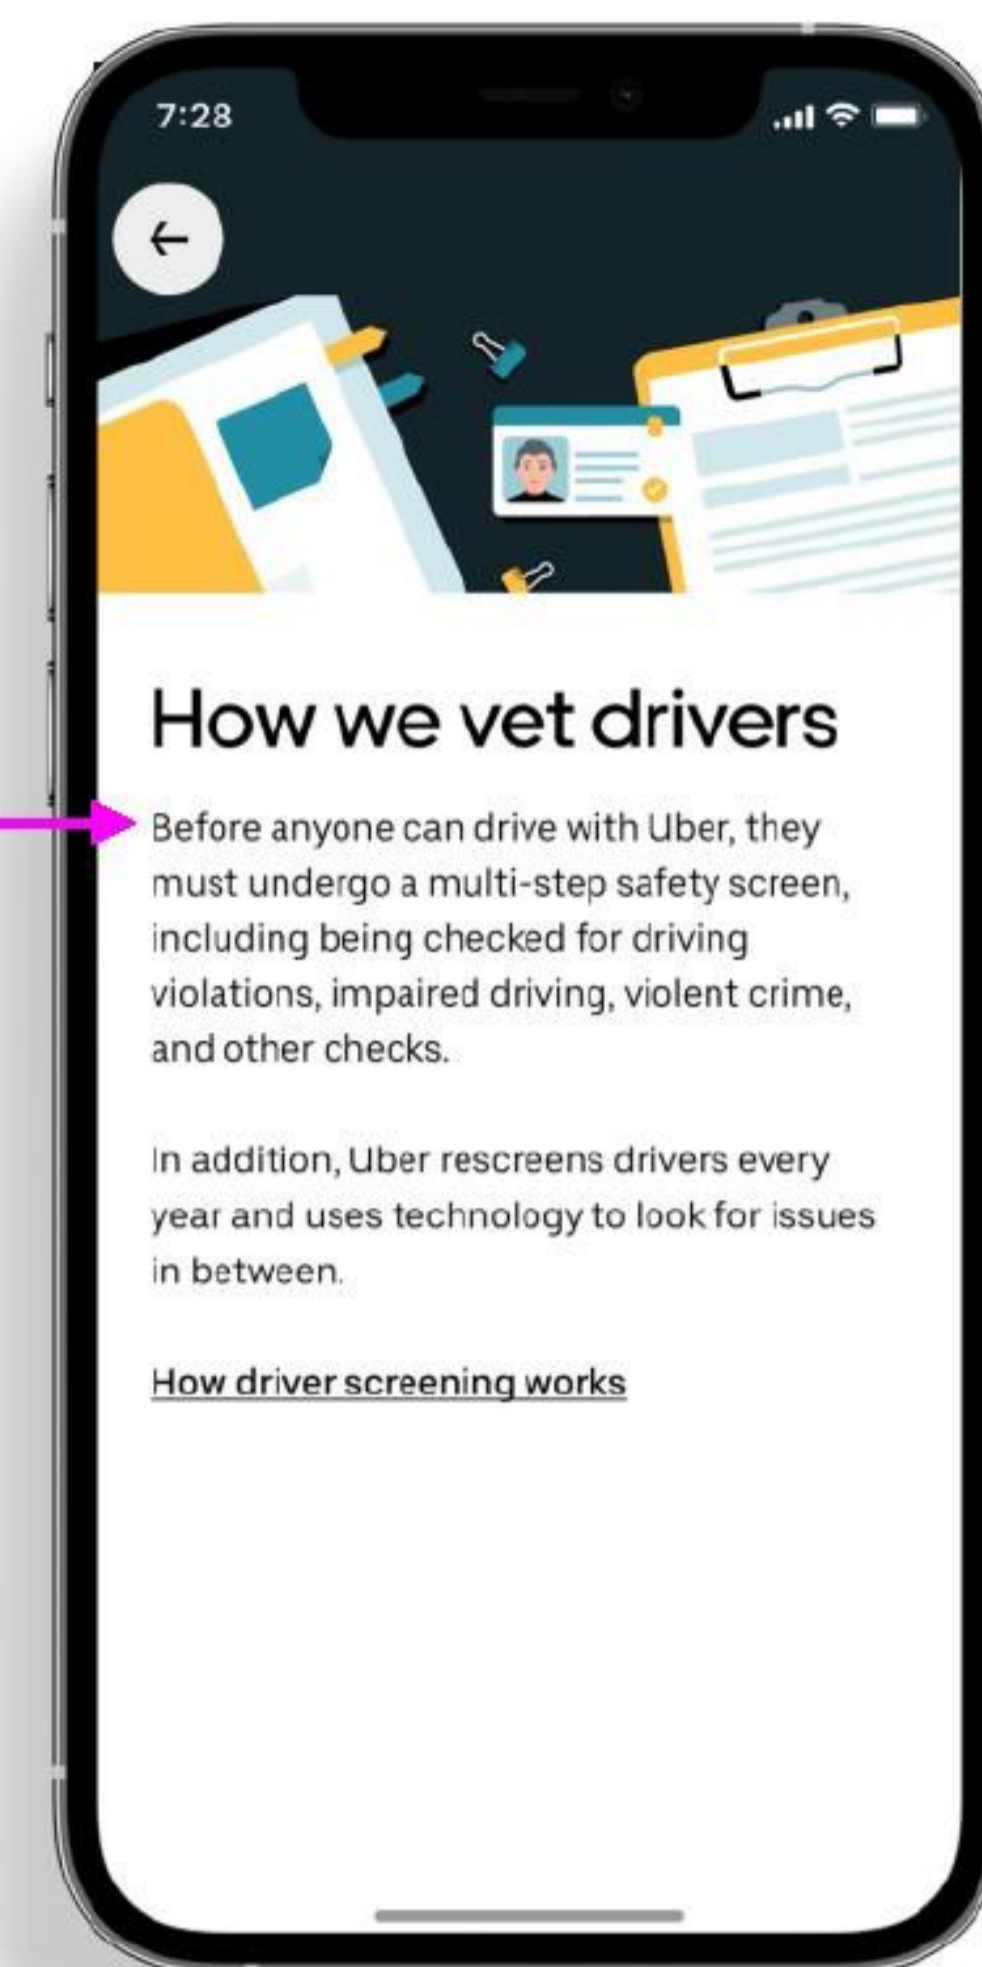 7:28
How we vet drivers
Before anyone can drive with Uber, they
must undergo a multi-step safety screen,
including being checked for driving
violations, impaired driving, violent crime,
and other checks.
In addition, Uber rescreens drivers every
year and uses technology to look for issues
in between.
How driver screening works